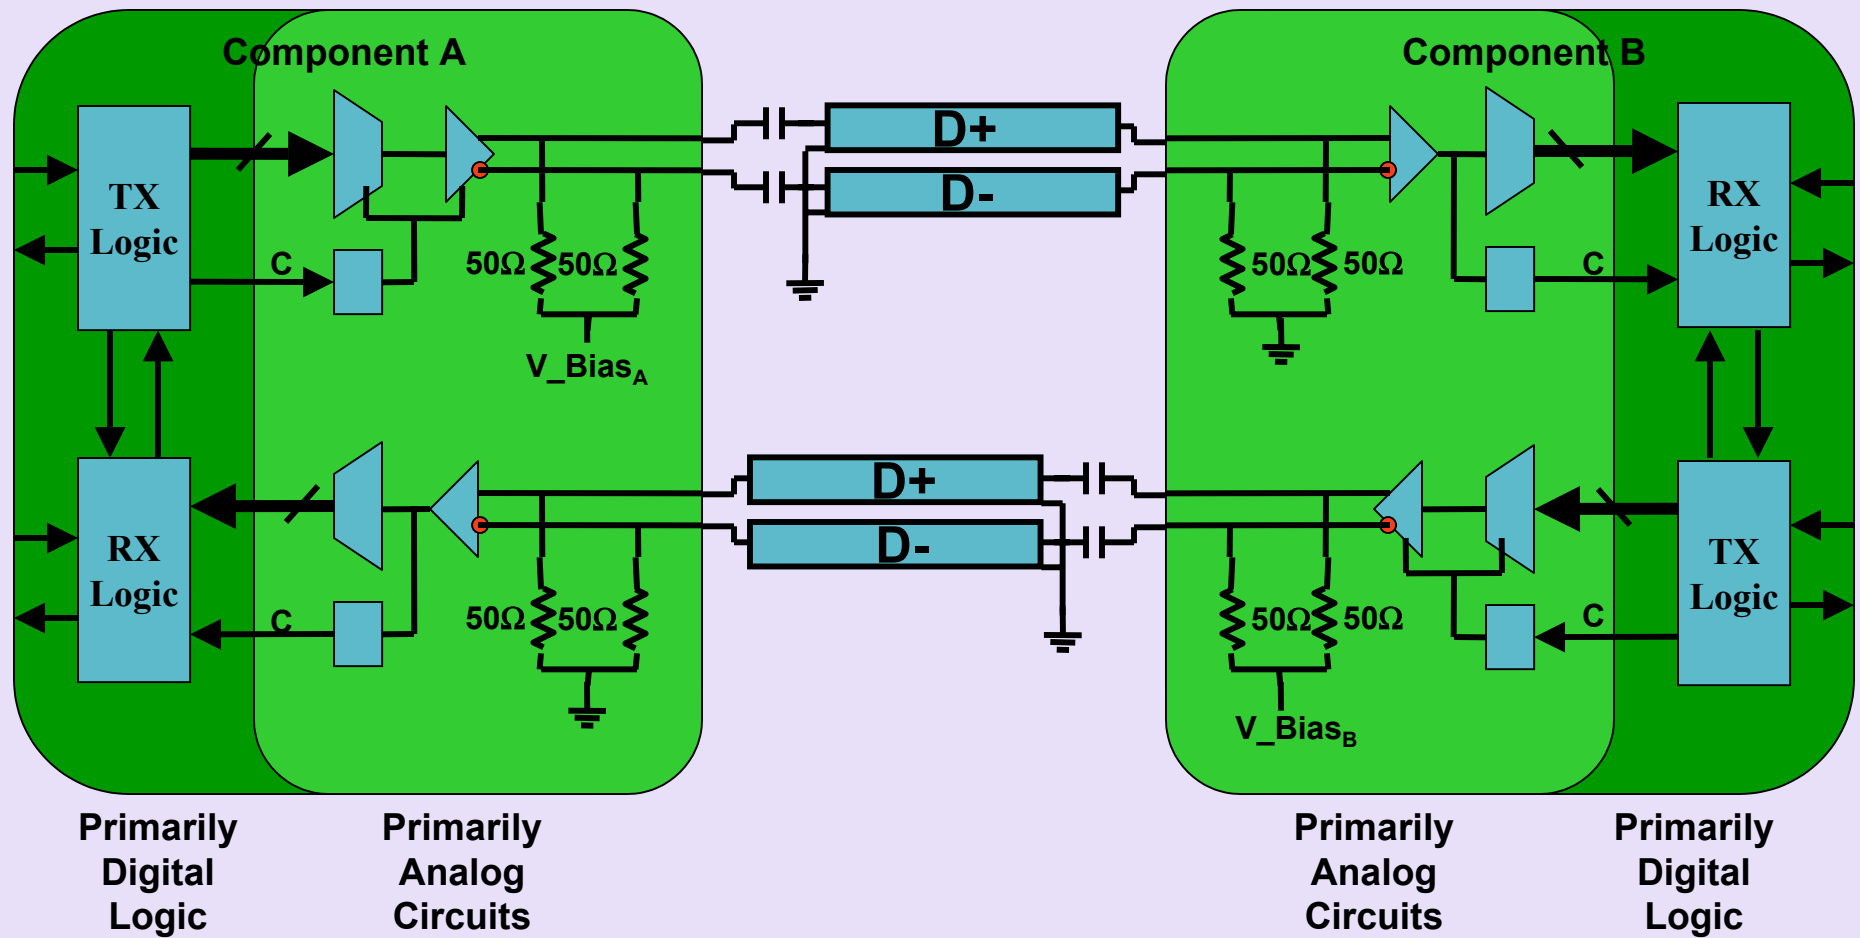 Component A
Component B
D+
D-
TX
Logic
RX
Logic
C
50Ω
50Ω
50Ω
50Ω
C
V_BiasA
D+
D-
RX
Logic
TX
Logic
C
50Ω
50Ω
50Ω
50Ω
C
V_BiasB
Primarily
Digital
Logic
Primarily
Analog
Circuits
Primarily
Analog
Circuits
Primarily
Digital
Logic